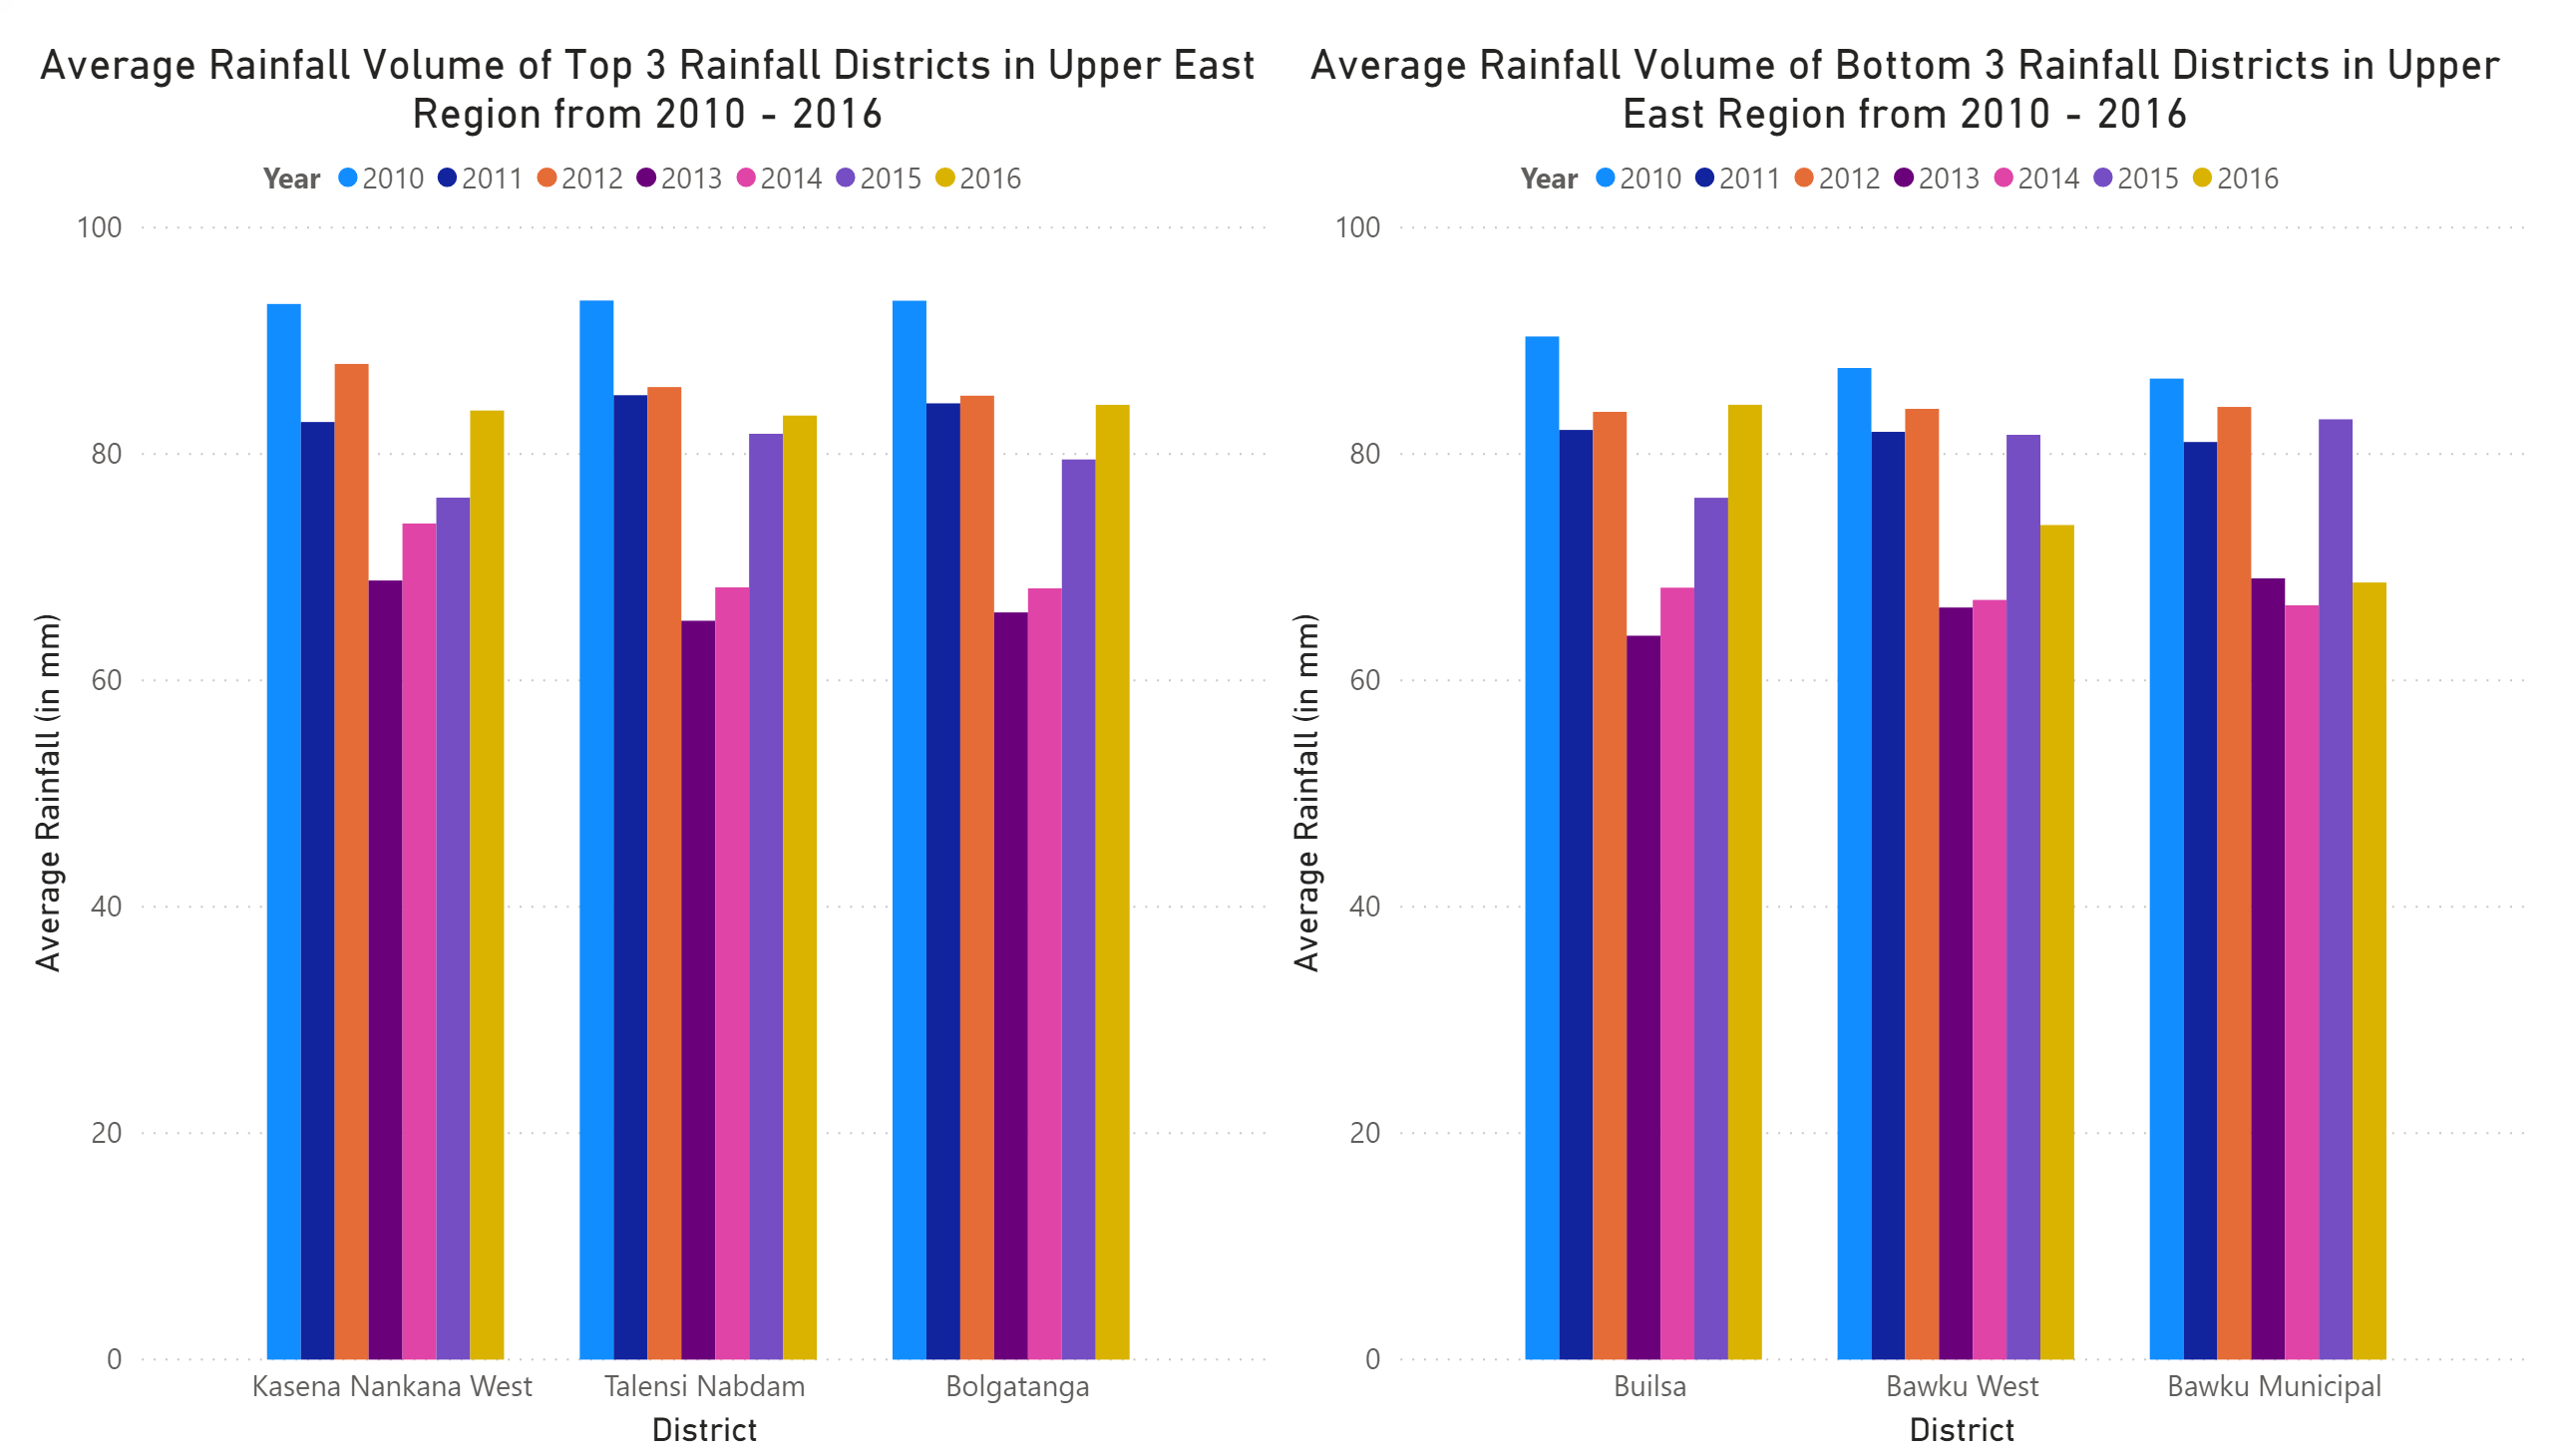 Average Rainfall Volume of Top 3 Rainfall Districts in Upper East
Region from 2010 - 2016
Year 2010 2011 2012 2013 2014 2015 2016
100
80
60
40
20
0
Average Rainfall (in mm)
Kasena Nankana West Talensi Nabdam Bolgatanga
District
Average Rainfall Volume of Bottom 3 Rainfall Districts in Upper
East Region from 2010 - 2016
Year 2010 2011 2012 2013 2014 2015 2016
100
80
60
40
20
0
Average Rainfall (in mm)
Builsa Bawku West Bawku Municipal
District